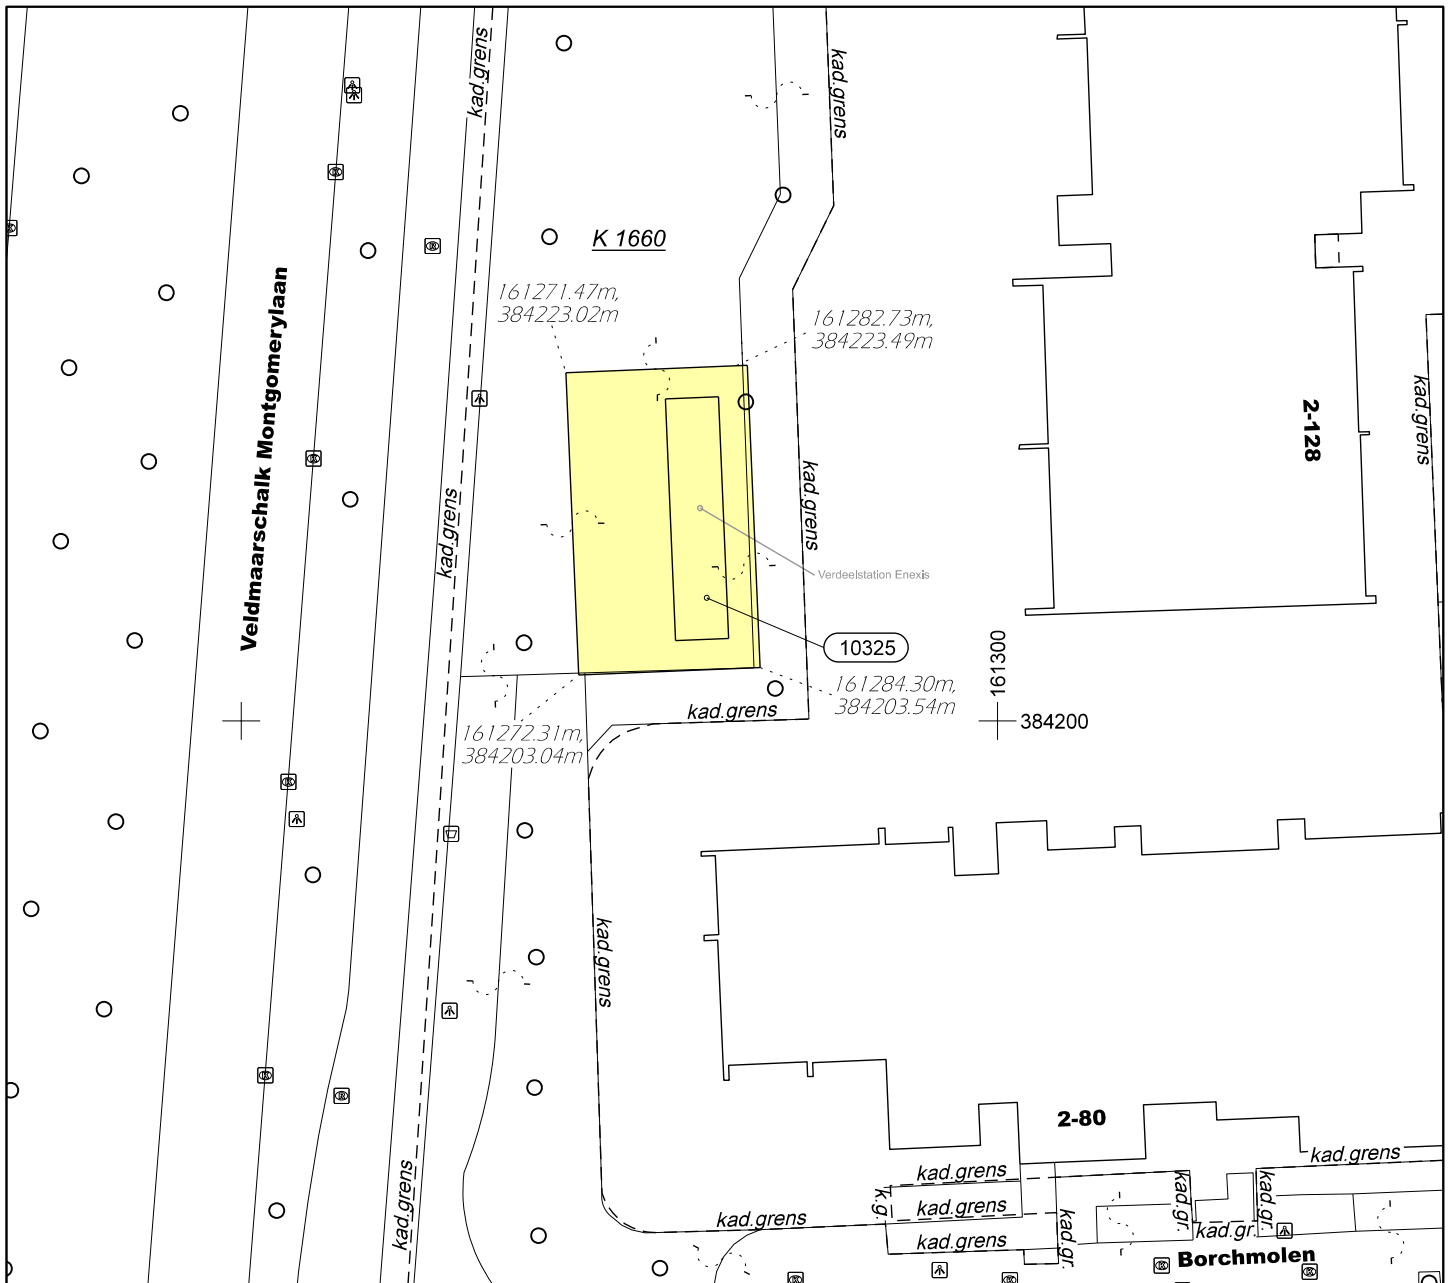 kad.grens
kad.grens
K 1660
Veldmaarschalk Montgomerylaan
161271.47m,
384223.02m
161282.73m,
384223.49m
2-128
kad.grens
kad.grens
kad.grens
Verdeelstation Enexis
10325
161300
384200
161284.30m,
384203.54m
kad.grens
161272.31m,
384203.04m
kad.grens
2-80
kad.grens
kad.grens
kad.grens
k.g.
kad.grens
kad.grens
kad.grens
kad.gr.
kad.gr.
kad.gr.
kad.gr.
Borchmolen